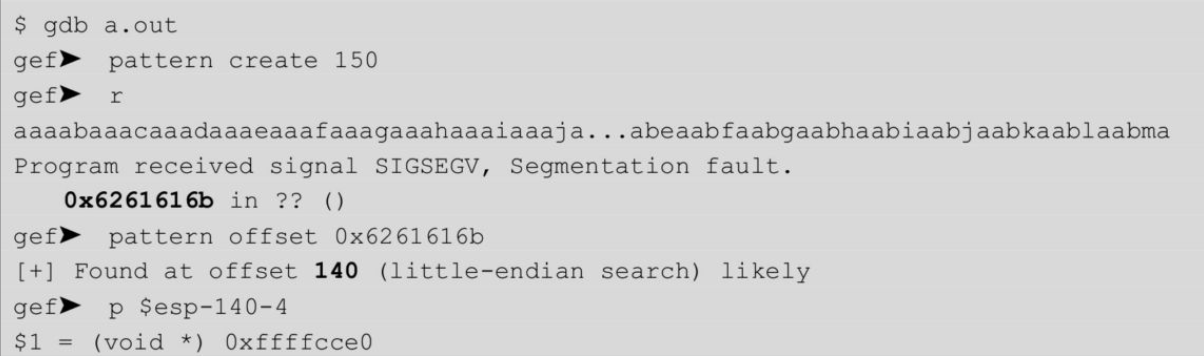 $ gdb a.out
gef➤ pattern create 150
gef➤ r
aaaabaaacaaadaaaeaaafaaagaaahaaaiaaaja...abeaabfaabgaabhaabiaabjaabkaablaabma
Program received signal SIGSEGV, Segmentation fault.
0x6261616b in ?? ()
gef➤ pattern offset 0x6261616b
[+] Found at offset 140 (little-endian search) likely
gef➤ p $esp-140-4
$1 = (void *) 0xffffcce0